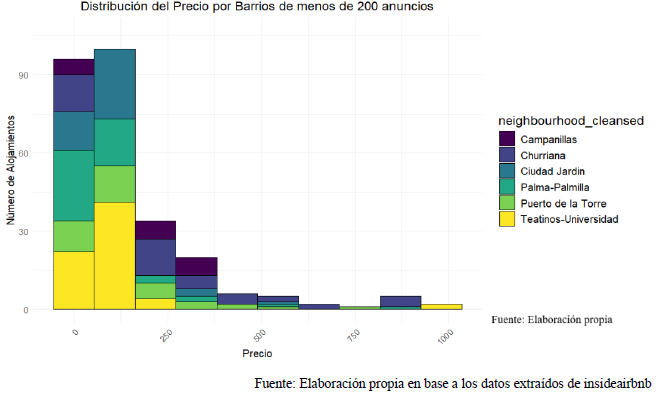 Distribución del Precio por Barrios de menos de 200 anuncios
Número de Alojamientos
90
60
30
0
0
250
500
750
1000
Precio
neighbourhood_cleansed
Campanillas
Churriana
Ciudad Jardin
Palma-Palmilla
Puerto de la Torre
Teatinos-Universidad
Fuente: Elaboración propia
Fuente: Elaboración propia en base a los datos extraídos de insideairbnb